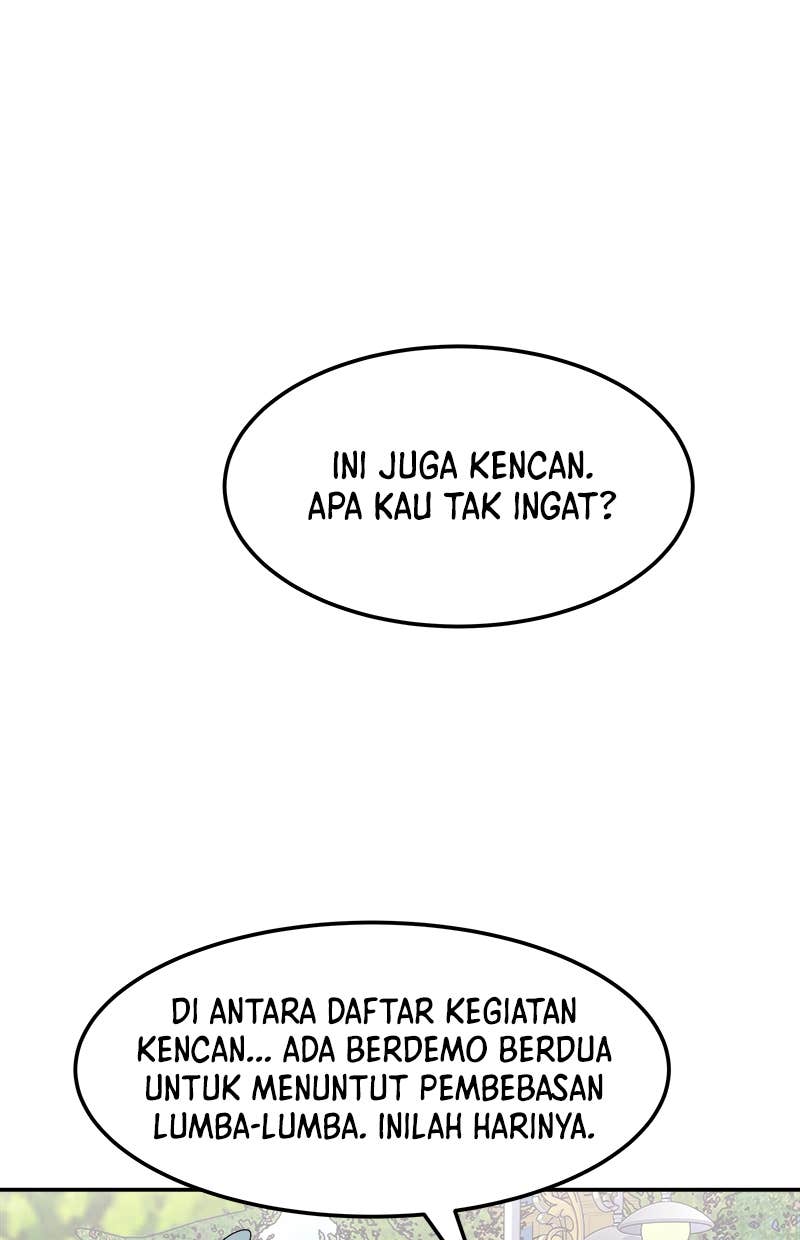 INI JUGA KENCAN.
APA KAU TAK INGAT?
DI ANTARA DAFTAR KEGIATAN
KENCAN... ADA BERDEMO BERDUA
UNTUK MENUNTUT PEMBEBASAN
LUMBA-LUMBA. INILAH HARINYA.